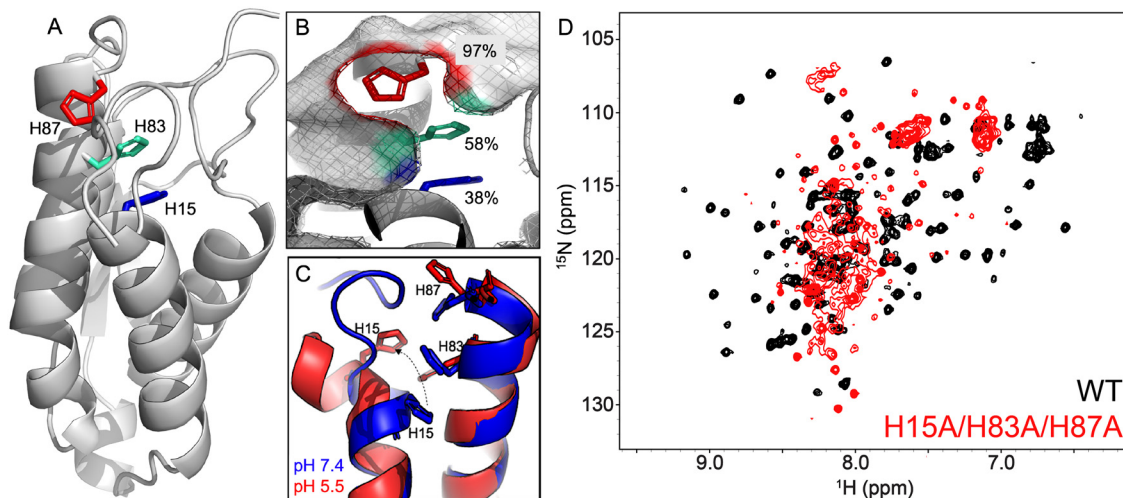 A
H87
H83
H15
B
97%
58%
38%
C
H87
H15
H83
H15
pH 7.4
pH 5.5
D
105
110
115
120
125
130
15N (ppm)
WT
H15A/H83A/H87A
9.0 8.0 7.0
1H (ppm)